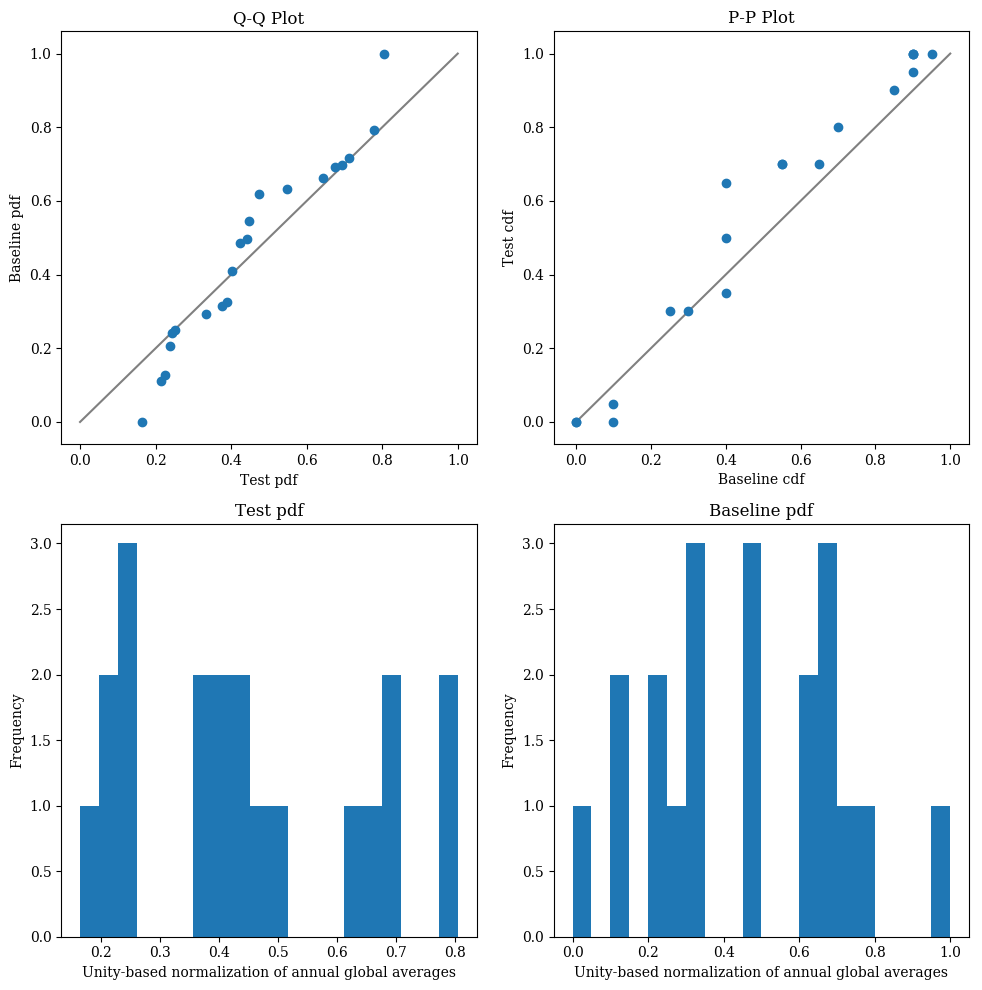 Q-Q Plot
1.0
0.8
0.6
0.4
0.2
0.0
Baseline pdf
0.0 0.2 0.4 0.6 0.8 1.0
Test pdf
P-P Plot
1.0
0.8
0.6
0.4
0.2
0.0
Test cdf
0.0 0.2 0.4 0.6 0.8 1.0
Baseline cdf
Test pdf
3.0
2.5
2.0
1.5
1.0
0.5
0.0
Frequency
0.2 0.3 0.4 0.5 0.6 0.7 0.8
Unity-based normalization of annual global averages
Baseline pdf
3.0
2.5
2.0
1.5
1.0
0.5
0.0
Frequency
0.0 0.2 0.4 0.6 0.8 1.0
Unity-based normalization of annual global averages